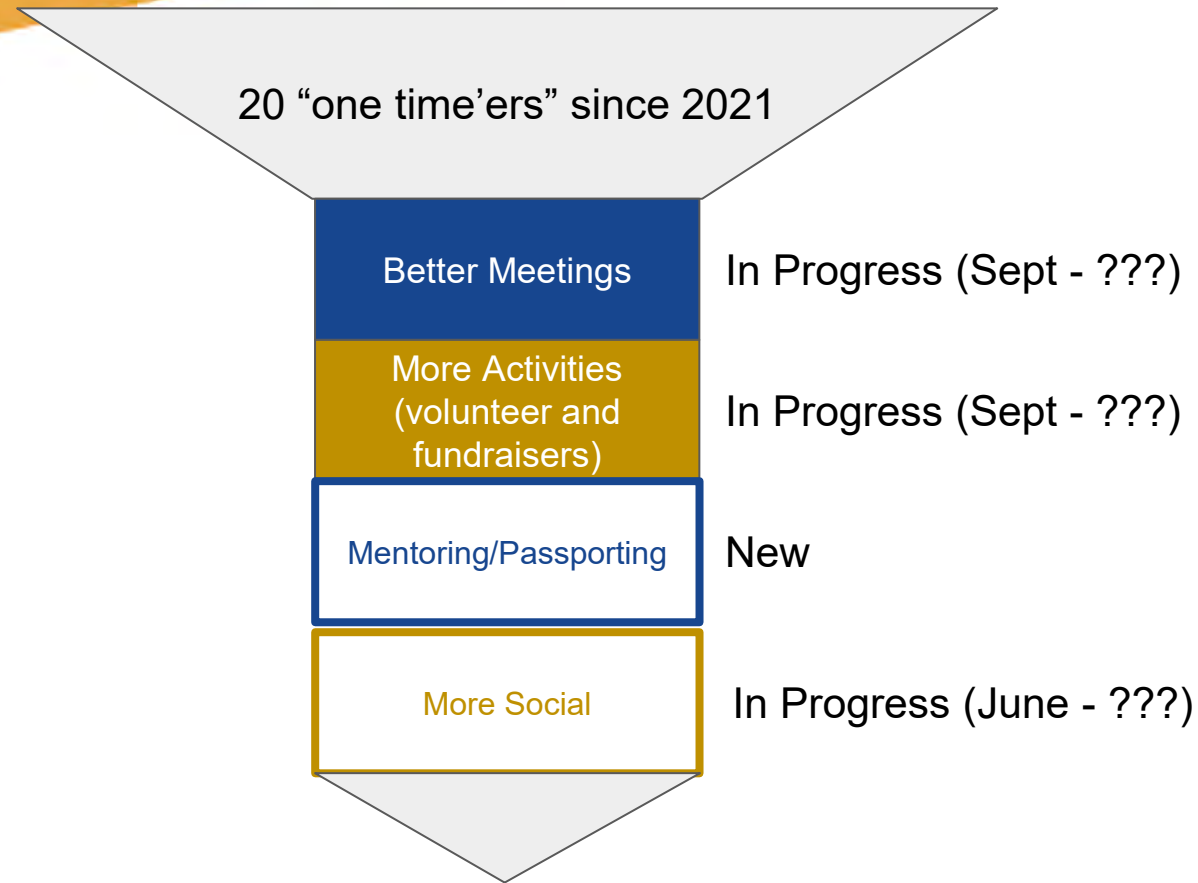 20 “one time’ers” since 2021
Better Meetings
In Progress (Sept - ???)
More Activities
(volunteer and
fundraisers)
In Progress (Sept - ???)
Mentoring/Passporting
New
More Social
In Progress (June - ???)